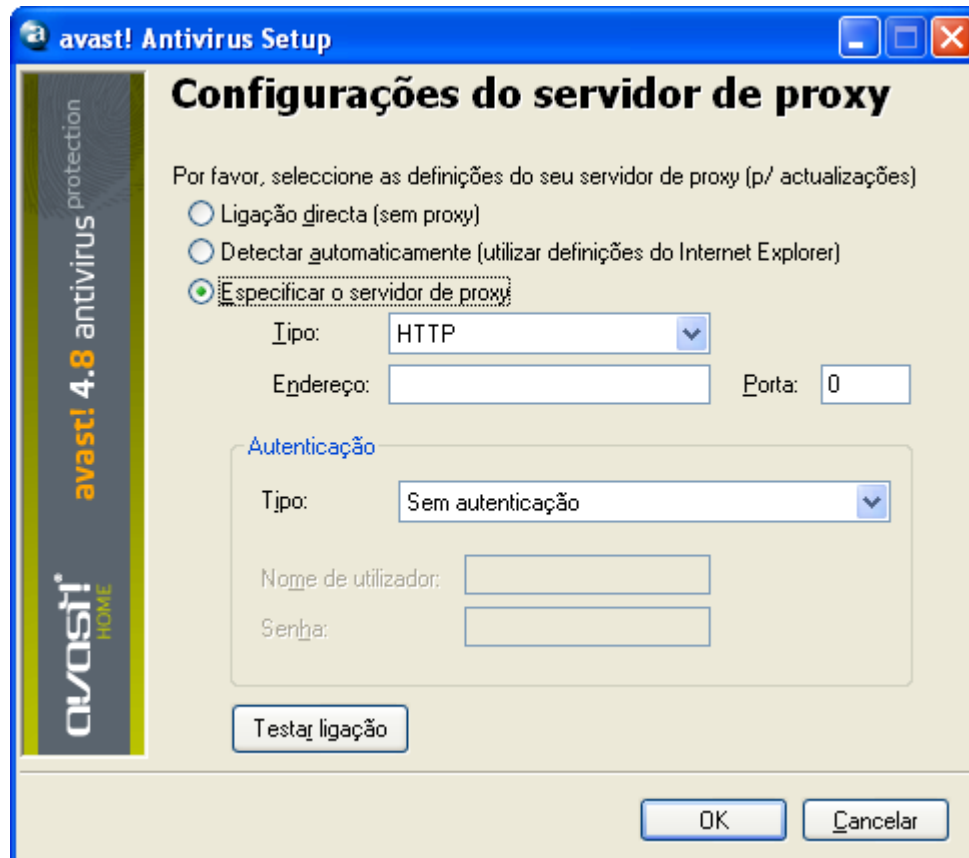 avast! Antivirus Setup
Configurações do servidor de proxy
Por favor, seleccione as definições do seu servidor de proxy (p/ actualizações)
Ligação directa (sem proxy)
Detectar automaticamente (utilizar definições do Internet Explorer)
Especificar o servidor de proxy
Tipo: HTTP
Endereço: Porta: 0
Autenticação
Tipo: Sem autenticação
Nome de utilizador:
Senha:
Testar ligação
OK Cancelar
avast! 4.8 antivirus protection
avast! HOME